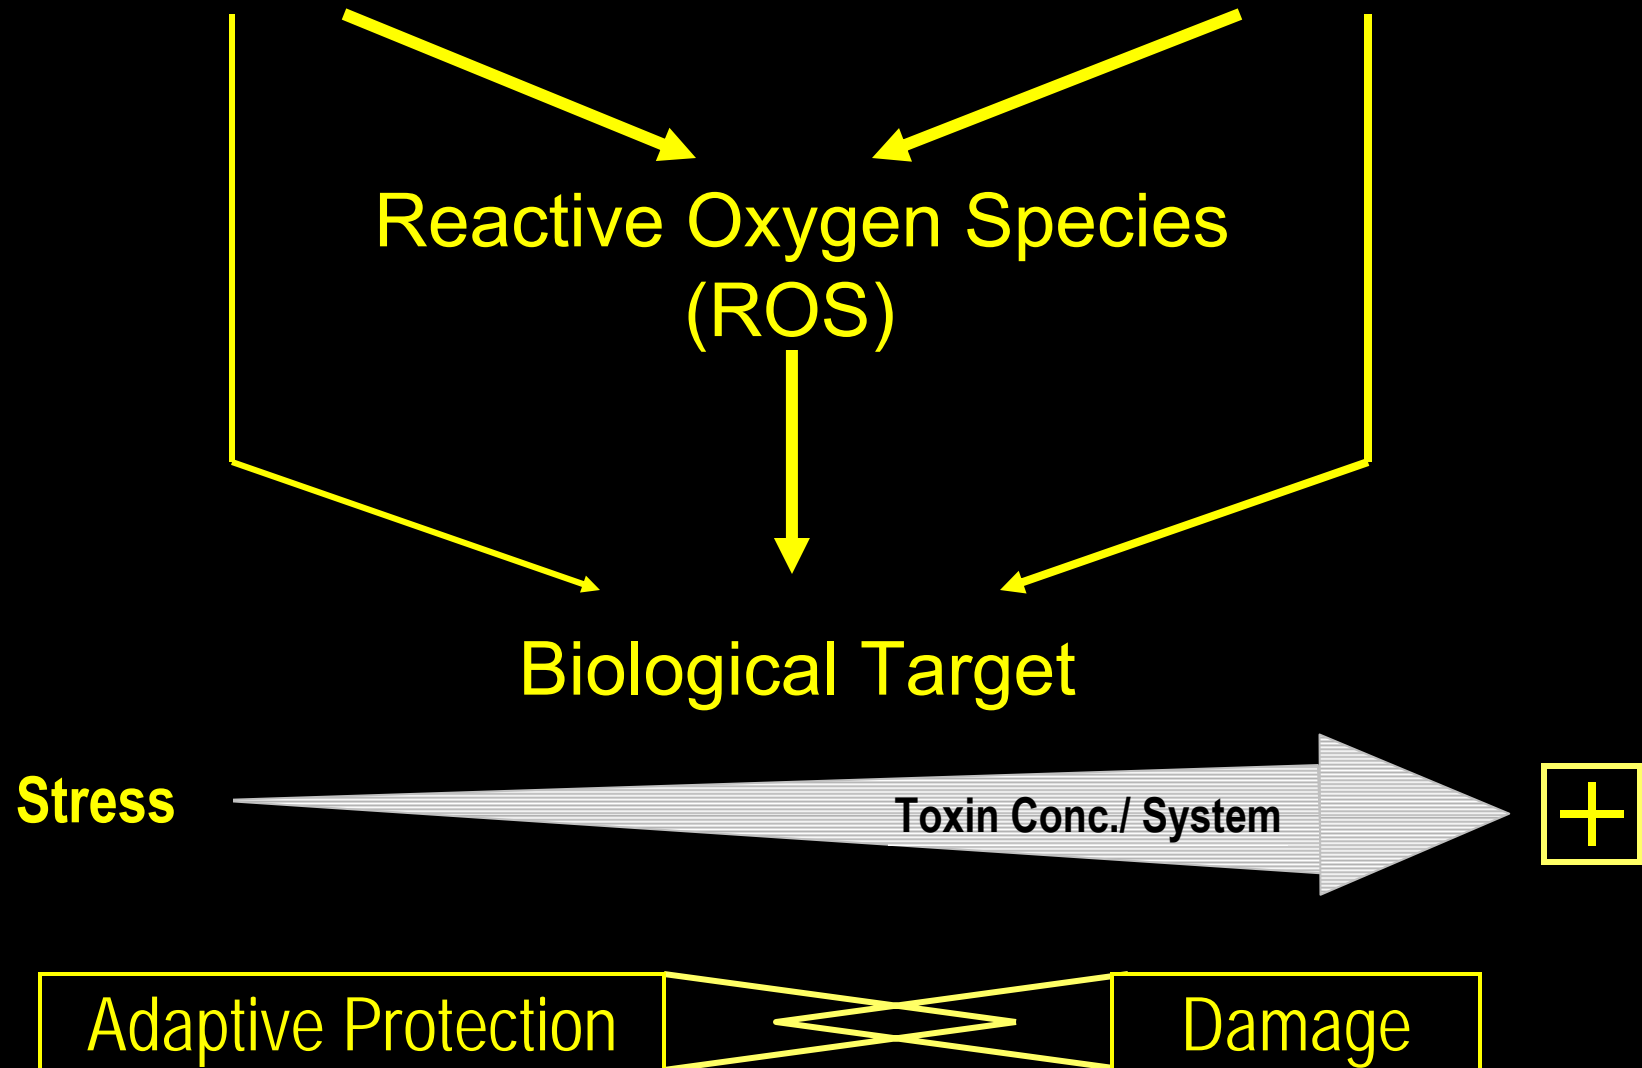 Reactive Oxygen Species
(ROS)
Biological Target
Stress
Toxin Conc./ System
+
Adaptive Protection
Damage